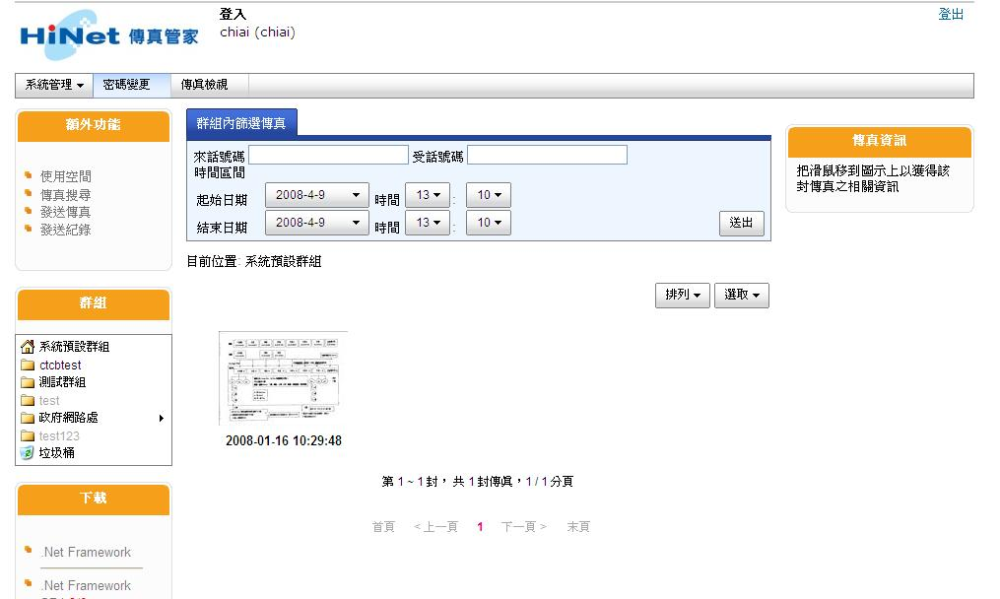 HiNet 傳真管家
登入
chiai (chiai)
登出
系統管理
密碼變更
傳真檢視
額外功能
使用空間
傳真搜尋
發送傳真
發送紀錄
群組
系統預設群組
ctcbtest
測試群組
test
政府網路處
test123
垃圾桶
下載
.Net Framework
.Net Framework
群組內篩選傳真
來話號碼
受話號碼
時間區間
起始日期 2008-4-9 時間 13 : 10
結束日期 2008-4-9 時間 13 : 10
送出
目前位置: 系統預設群組
排列
選取
2008-01-16 10:29:48
第 1 ~ 1 封，共 1 封傳真，1 / 1 分頁
首頁 < 上一頁 1 下一頁 > 末頁
傳真資訊
把滑鼠移到圖示上以獲得該
封傳真之相關資訊